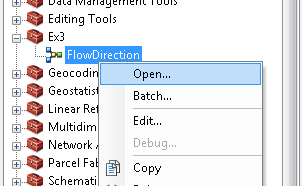 Data Management Tools
Editing Tools
Ex3
FlowDirection
Open...
Geocodin
Geostatist
Batch...
Linear Ref
Multidim
Edit...
Network A
Debug...
Parcel Fab
Copy
Schemati